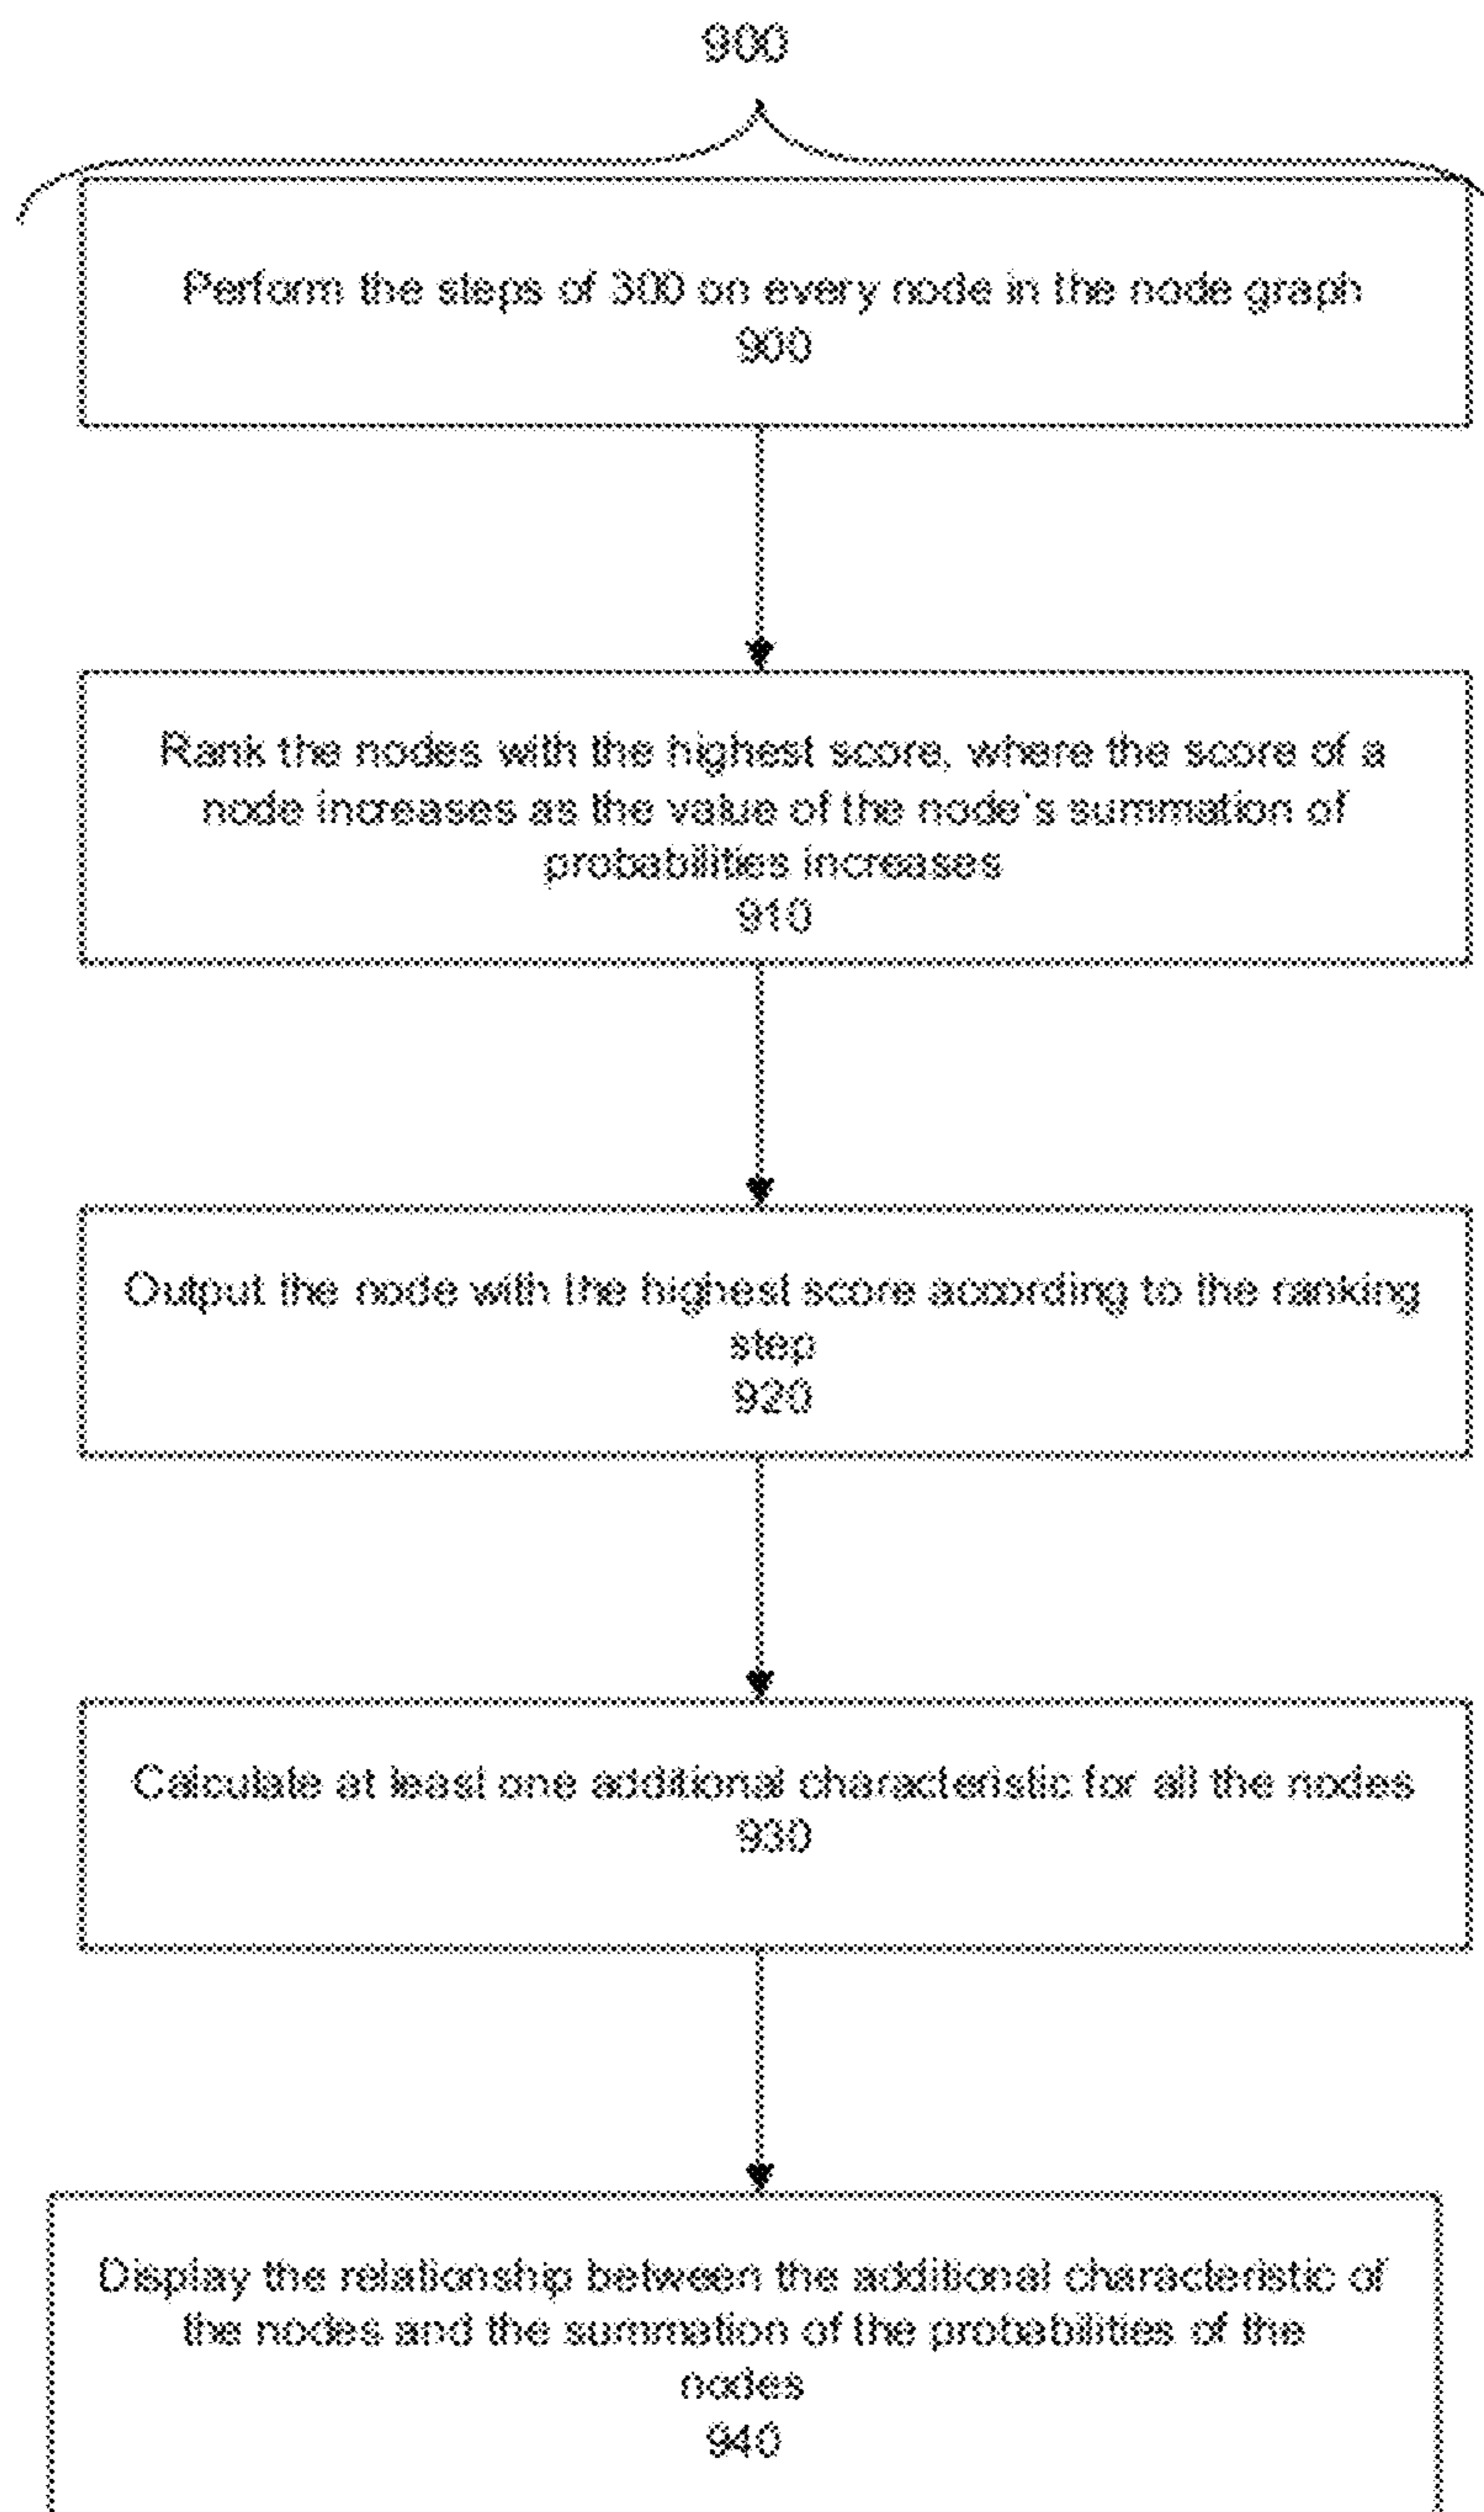 900
Perform the steps of 300 on every node in the node graph
900
Rank the nodes with the highest score, where the score of a
node increases as the value of the node's summation of
probabilities increases
910
Output the node with the highest score according to the ranking
step
920
Calculate at least one additional characteristic for all the nodes
930
Display the relationship between the additional characteristic of
the nodes and the summation of the probabilities of the
nodes
940